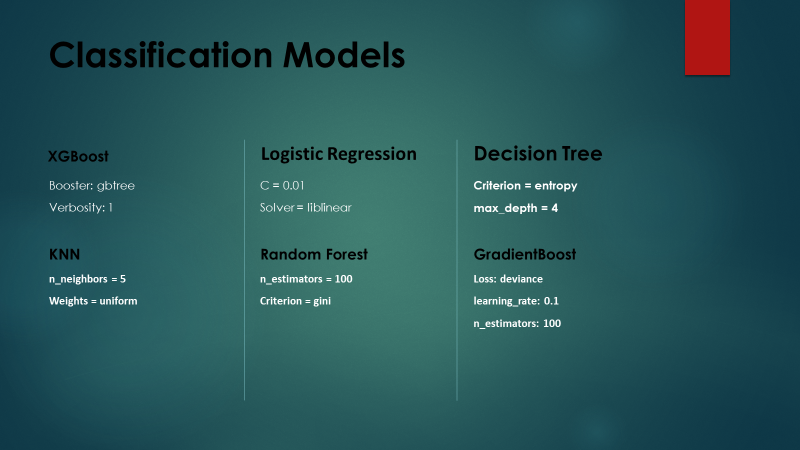 Classification Models
XGBoost
Booster: gbtree
Verbosity: 1
KNN
n_neighbors = 5
Weights = uniform
Logistic Regression
C = 0.01
Solver = liblinear
Random Forest
n_estimators = 100
Criterion = gini
Decision Tree
Criterion = entropy
max_depth = 4
GradientBoost
Loss: deviance
learning_rate: 0.1
n_estimators: 100